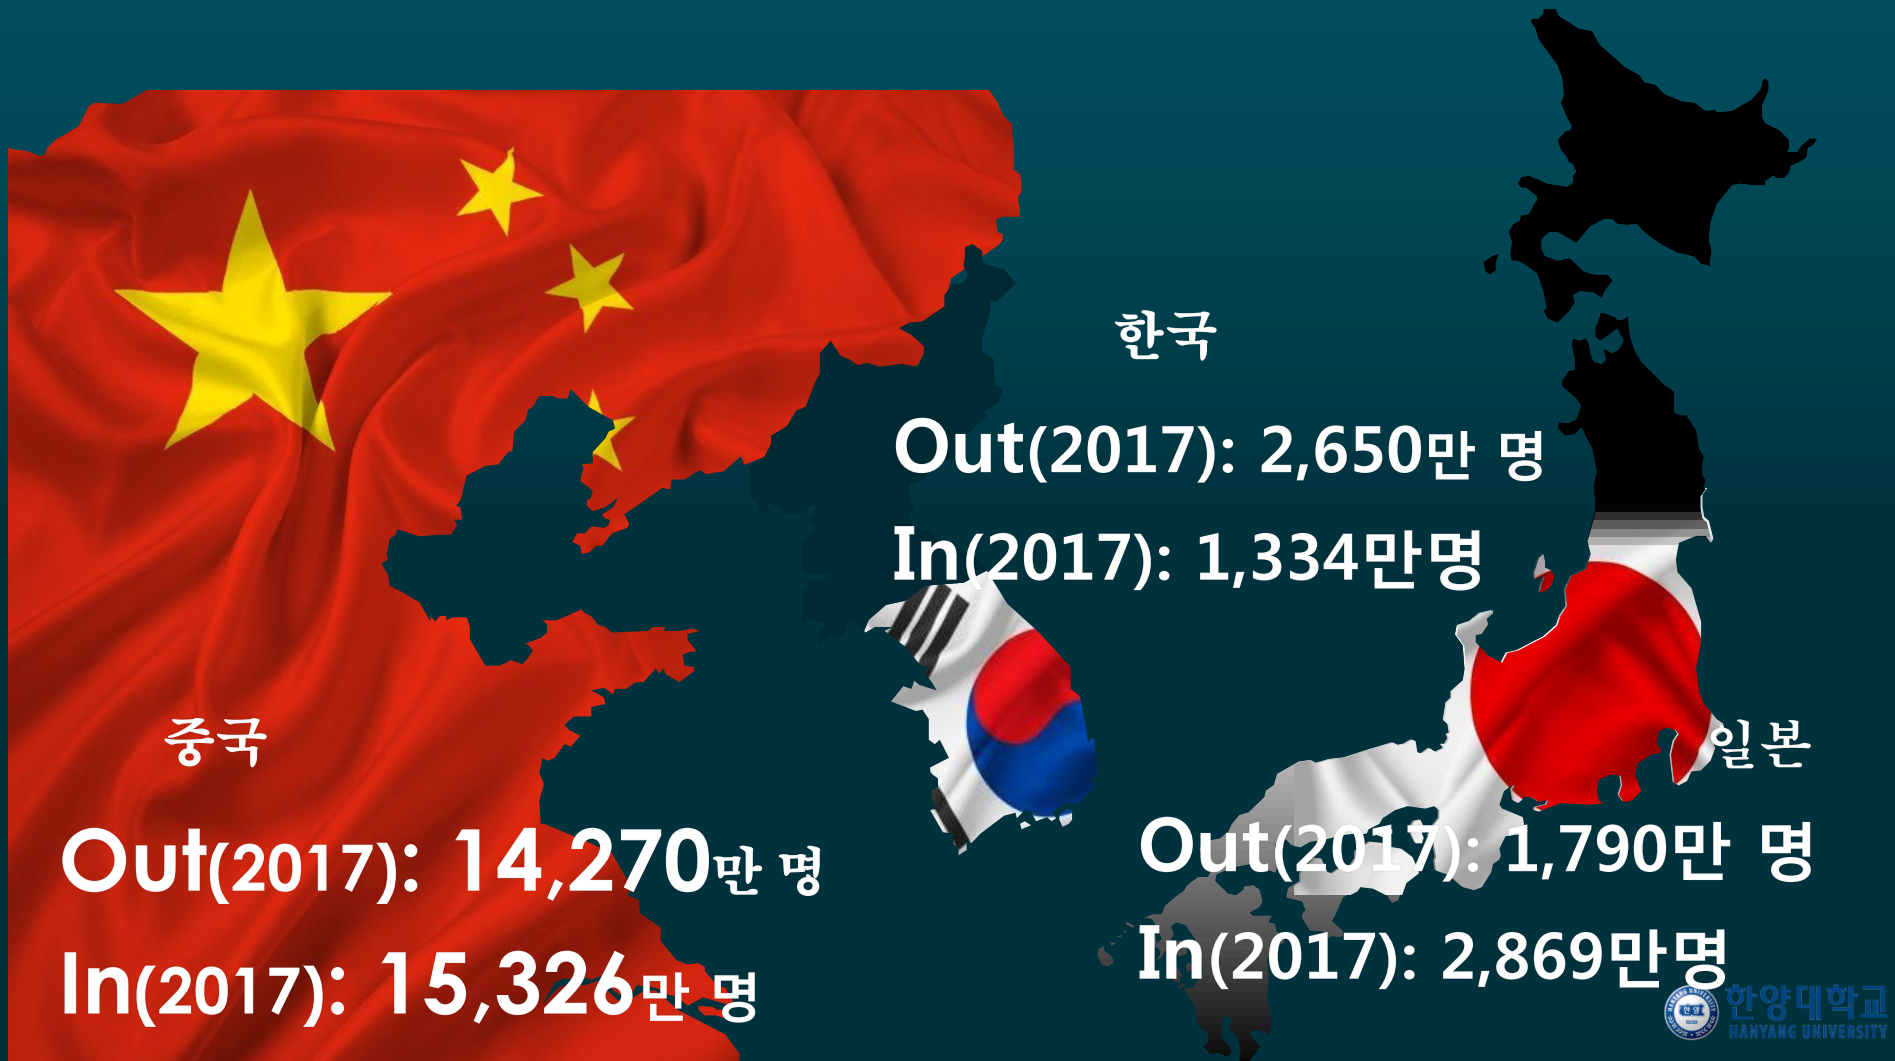 한국
Out(2017): 2,650만 명
In(2017): 1,334만명
중국
Out(2017): 14,270만 명
In(2017): 15,326만 명
일본
Out(2017): 1,790만 명
In(2017): 2,869만명
한양대학교
HANYANG UNIVERSITY